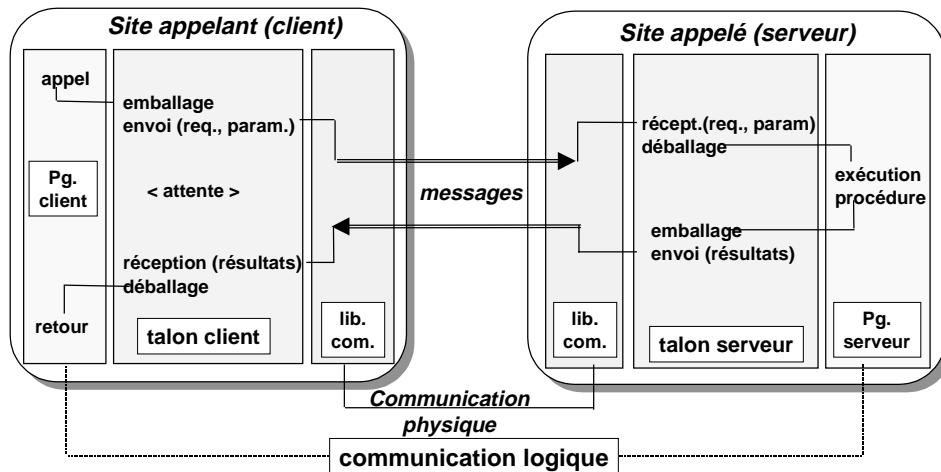 Site appelant (client)
appel
emballage
envoi (req., param.)
Pg.
client
< attente >
réception (résultats)
déballage
retour
talon client
lib.
com.
messages
Site appelé (serveur)
récept.(req., param)
déballage
exécution
procédure
emballage
envoi (résultats)
lib.
com.
talon serveur
Pg.
serveur
Communication
physique
communication logique